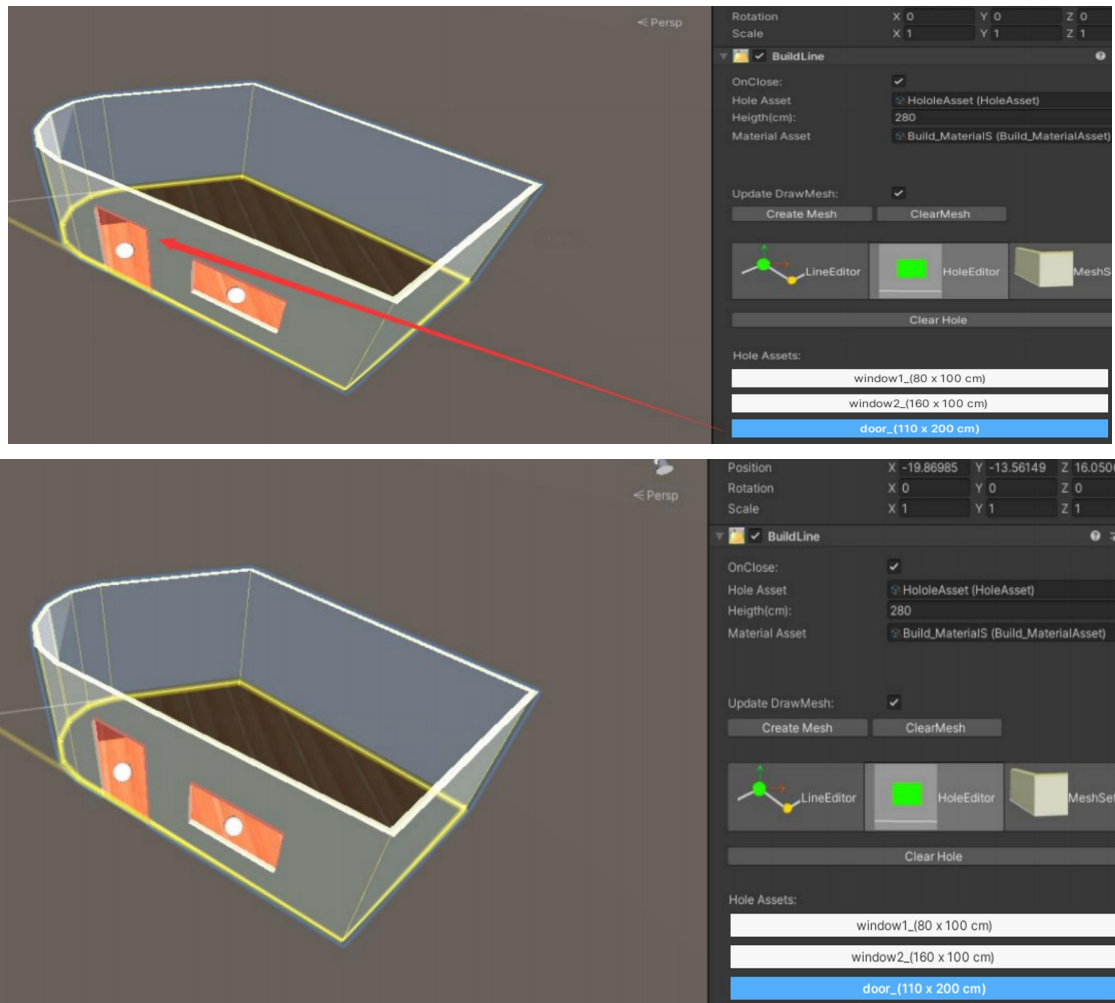 Persp
Rotation X 0 Y 0 Z 0
Scale X 1 Y 1 Z 1
BuildLine
OnClose:
Hole Asset HololeAsset (HoleAsset)
Heigth(cm): 280
Material Asset Build_MaterialS (Build_MaterialAsset)
Update DrawMesh:
Create Mesh ClearMesh
LineEditor HoleEditor MeshS
Clear Hole
Hole Assets:
window1_(80 x 100 cm)
window2_(160 x 100 cm)
door_(110 x 200 cm)
Position X -19.86985 Y -13.56149 Z 16.0500
Persp
Rotation X 0 Y 0 Z 0
Scale X 1 Y 1 Z 1
BuildLine
OnClose:
Hole Asset HololeAsset (HoleAsset)
Heigth(cm): 280
Material Asset Build_MaterialS (Build_MaterialAsset)
Update DrawMesh:
Create Mesh ClearMesh
LineEditor HoleEditor MeshSet
Clear Hole
Hole Assets:
window1_(80 x 100 cm)
window2_(160 x 100 cm)
door_(110 x 200 cm)